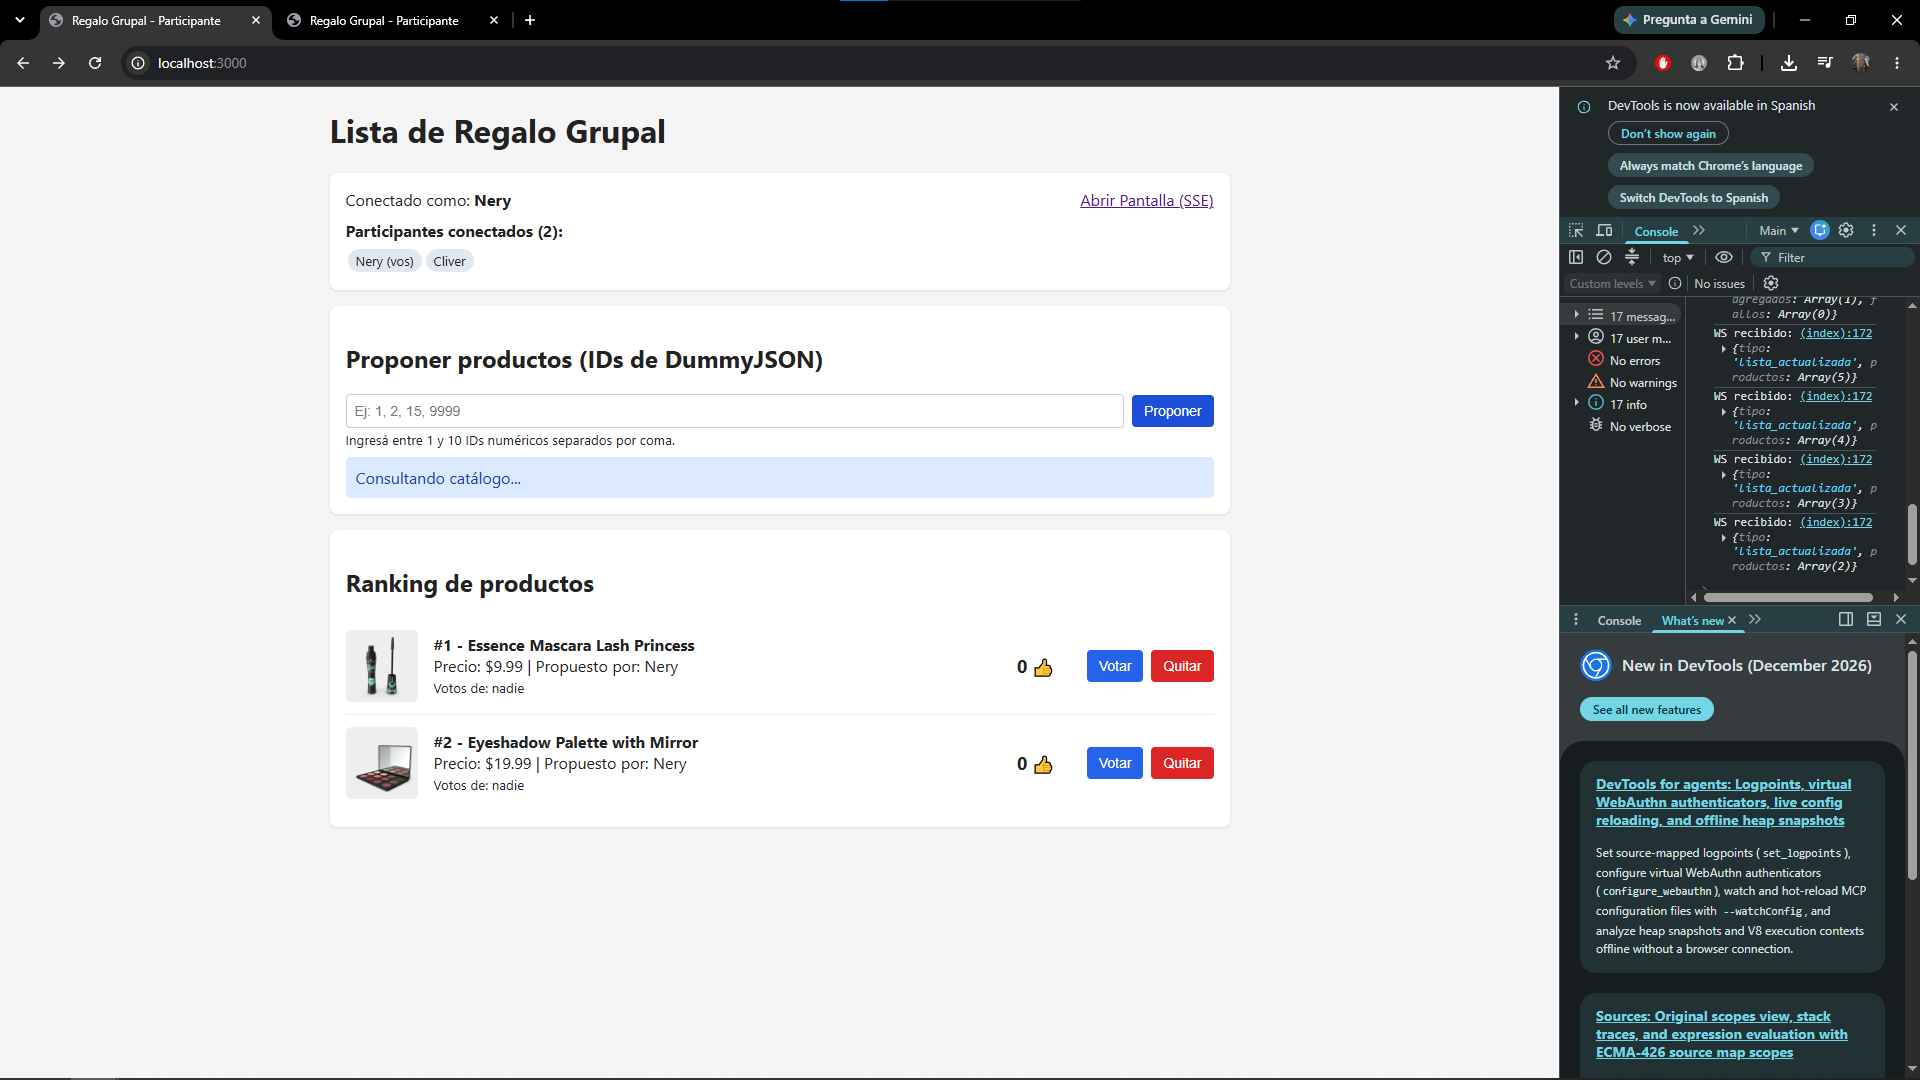 Regalo Grupal - Participante
Regalo Grupal - Participante
Pregunta a Gemini
localhost:3000
Lista de Regalo Grupal
Conectado como: Nery
Abrir Pantalla (SSE)
Participantes conectados (2):
Nery (vos)
Cliver
Proponer productos (IDs de DummyJSON)
Ej: 1, 2, 15, 9999
Proponer
Ingresá entre 1 y 10 IDs numéricos separados por coma.
Consultando catálogo...
Ranking de productos
#1 - Essence Mascara Lash Princess
Precio: $9.99 | Propuesto por: Nery
Votos de: nadie
0 👍
Votar
Quitar
#2 - Eyeshadow Palette with Mirror
Precio: $19.99 | Propuesto por: Nery
Votos de: nadie
0 👍
Votar
Quitar
DevTools is now available in Spanish
Don't show again
Always match Chrome's language
Switch DevTools to Spanish
Console
Main
top
Filter
Custom levels
No issues
17 messag...
17 user m...
No errors
No warnings
17 info
No verbose
agregados: Array(1), f
allos: Array(0)}
WS recibido: (index):172
{tipo:
'lista_actualizada', p
roductos: Array(5)}
WS recibido: (index):172
{tipo:
'lista_actualizada', p
roductos: Array(4)}
WS recibido: (index):172
{tipo:
'lista_actualizada', p
roductos: Array(3)}
WS recibido: (index):172
{tipo:
'lista_actualizada', p
roductos: Array(2)}
Console
What's new
New in DevTools (December 2026)
See all new features
DevTools for agents: Logpoints, virtual
WebAuthn authenticators, live config
reloading, and offline heap snapshots
Set source-mapped logpoints ( set_logpoints ),
configure virtual WebAuthn authenticators
( configure_webauthn ), watch and hot-reload MCP
configuration files with --watchConfig , and
analyze heap snapshots and V8 execution contexts
offline without a browser connection.
Sources: Original scopes view, stack
traces, and expression evaluation with
ECMA-426 source map scopes